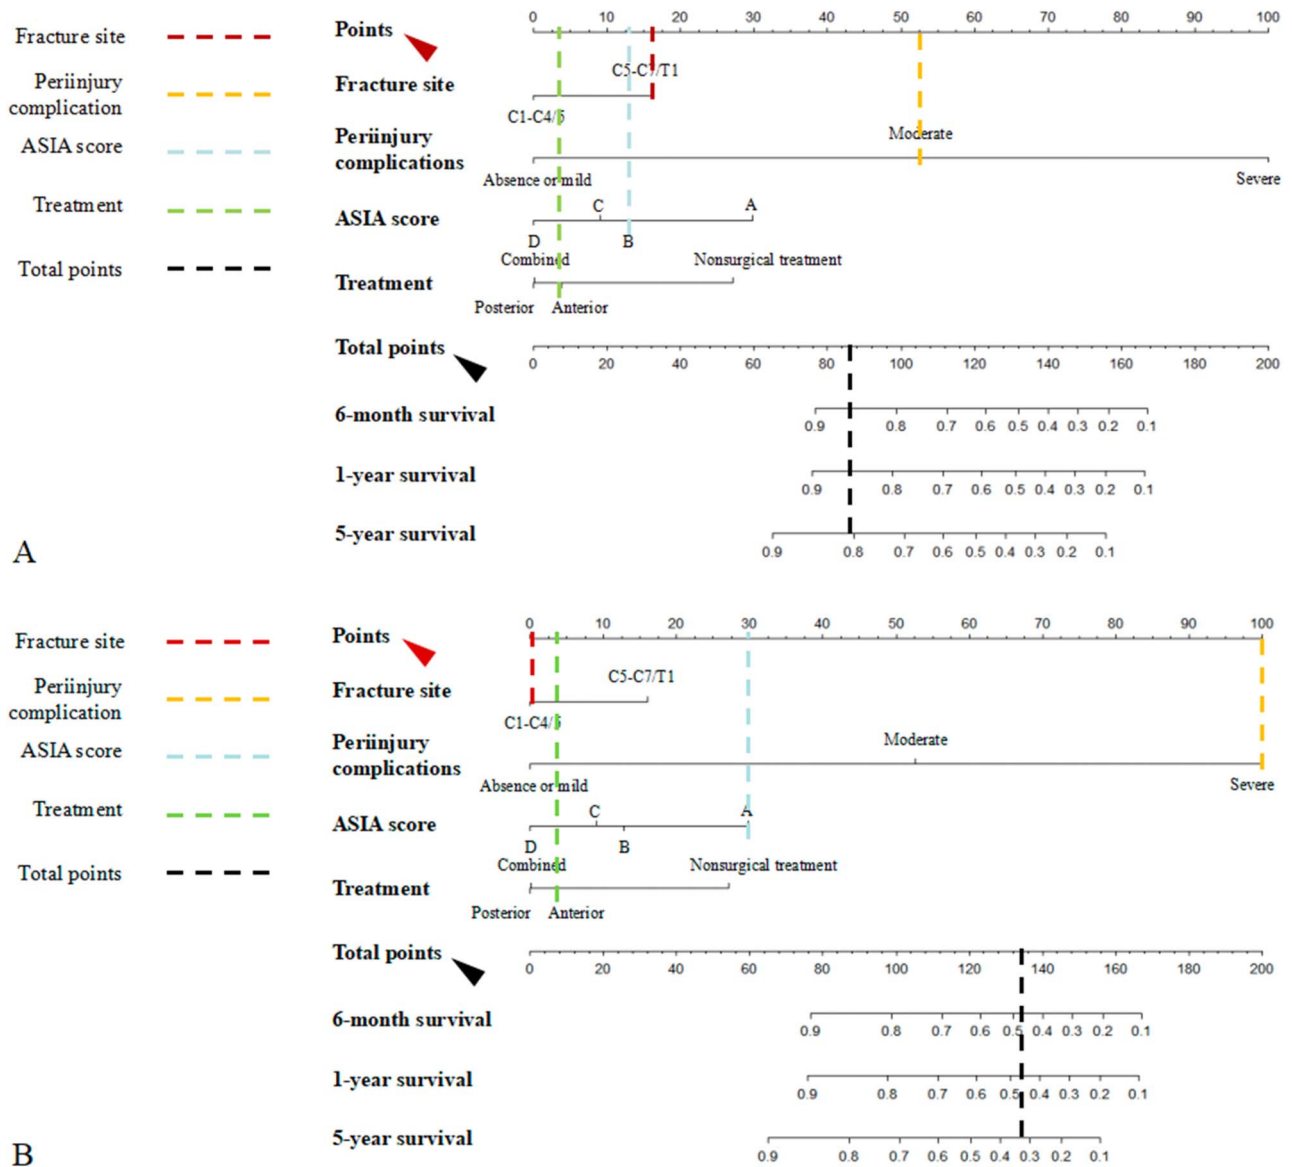 0 10 20 30 40 50 60 70 80 90 100
Fracture site
Points
C5-C7/T1
Periinjury
complication
Fracture site
C1-C4/5
ASIA score
Periinjury
complications
Moderate
Absence or mild
Severe
Treatment
ASIA score
C A
D B
Combined Nonsurgical treatment
Total points
Treatment
Posterior Anterior
Total points
0 20 40 60 80 100 120 140 160 180 200
6-month survival
0.9 0.8 0.7 0.6 0.5 0.4 0.3 0.2 0.1
1-year survival
0.9 0.8 0.7 0.6 0.5 0.4 0.3 0.2 0.1
5-year survival
0.9 0.8 0.7 0.6 0.5 0.4 0.3 0.2 0.1
A
0 10 20 30 40 50 60 70 80 90 100
Fracture site
Points
C5-C7/T1
Periinjury
complication
Fracture site
C1-C4/5
ASIA score
Periinjury
complications
Moderate
Absence or mild
Severe
Treatment
ASIA score
C A
D B
Combined Nonsurgical treatment
Total points
Treatment
Posterior Anterior
Total points
0 20 40 60 80 100 120 140 160 180 200
6-month survival
0.9 0.8 0.7 0.6 0.5 0.4 0.3 0.2 0.1
1-year survival
0.9 0.8 0.7 0.6 0.5 0.4 0.3 0.2 0.1
5-year survival
0.9 0.8 0.7 0.6 0.5 0.4 0.3 0.2 0.1
B